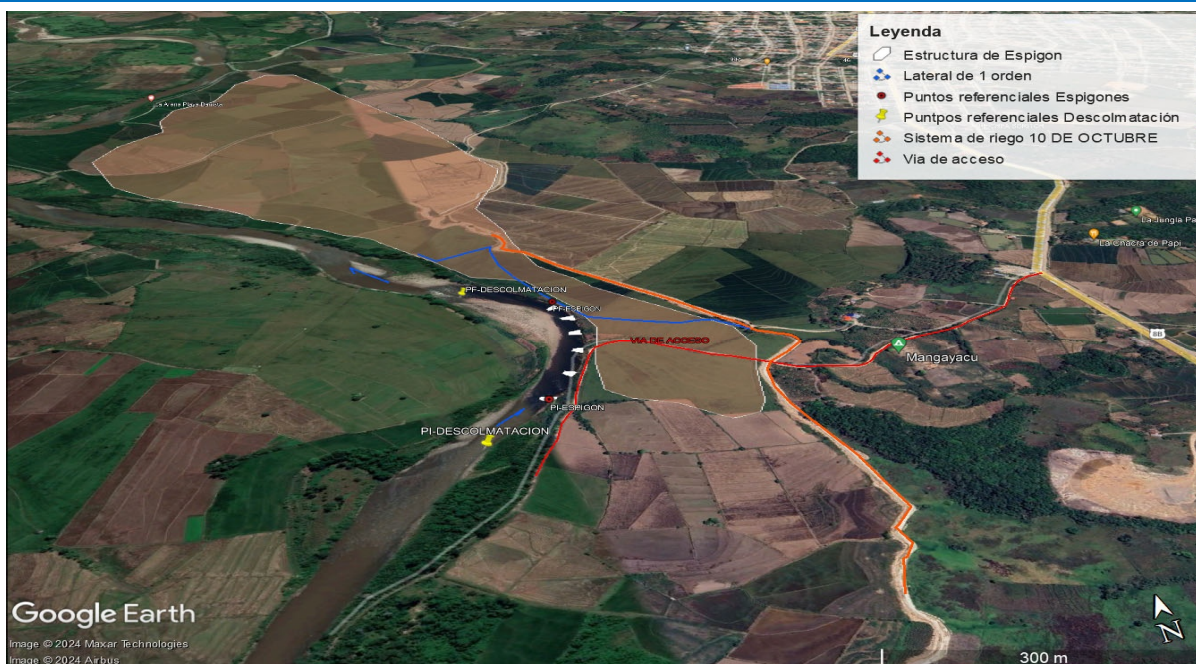 Leyenda
Estructura de Espigon
Lateral de 1 orden
Puntos referenciales Espigones
Puntpos referenciales Descolmatación
Sistema de riego 10 DE OCTUBRE
Via de acceso
La Jungla Pa
La Chacra de Papi
8B
PF-DESCOLMATACION
PF-ESPIGON
VIA DE ACCESO
Mangayacu
PI-ESPIGON
PI-DESCOLMATACION
Google Earth
Image © 2024 Maxar Technologies
Image © 2024 Airbus
N
300 m